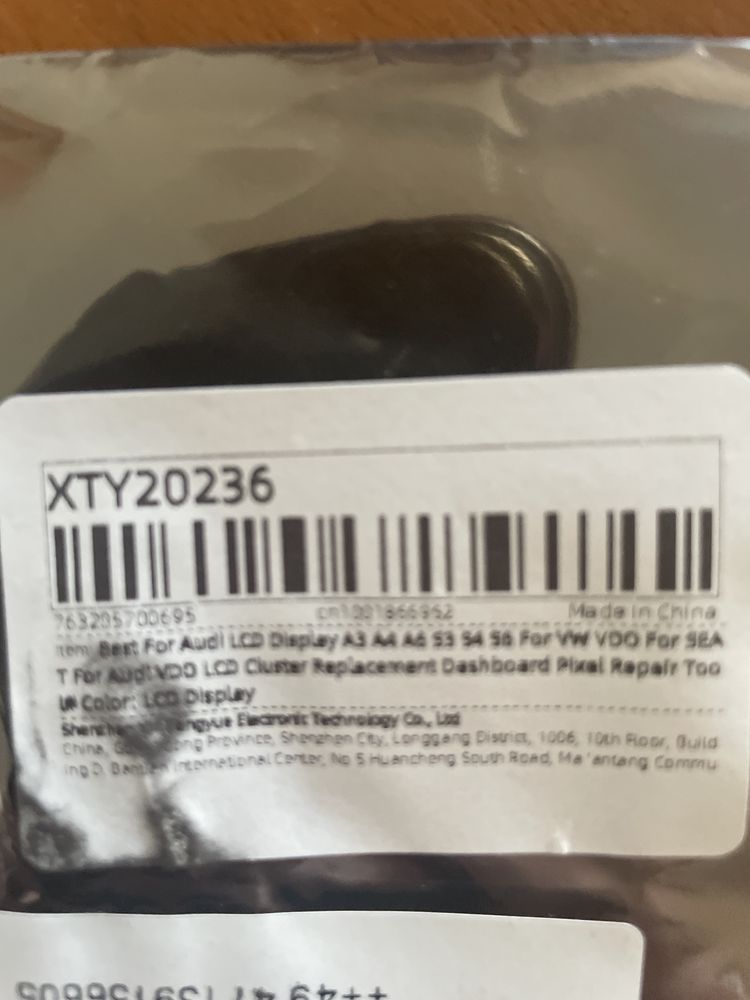 XTY20236
763205700695 cn1001866952 Made in China
Item: Best For Audi LCD Display A3 A4 A6 S3 S4 S6 For VW VDO For SEA
T For Audi VDO LCD Cluster Replacement Dashboard Pixel Repair Too
Color: LCD Display
Electronic Technology Co., Ltd
China, Province, Shenzhen City, Longgang District, 1006, 10th Floor, Build
ing D, International Center, No 5 Huancheng South Road, Ma'antang Commu